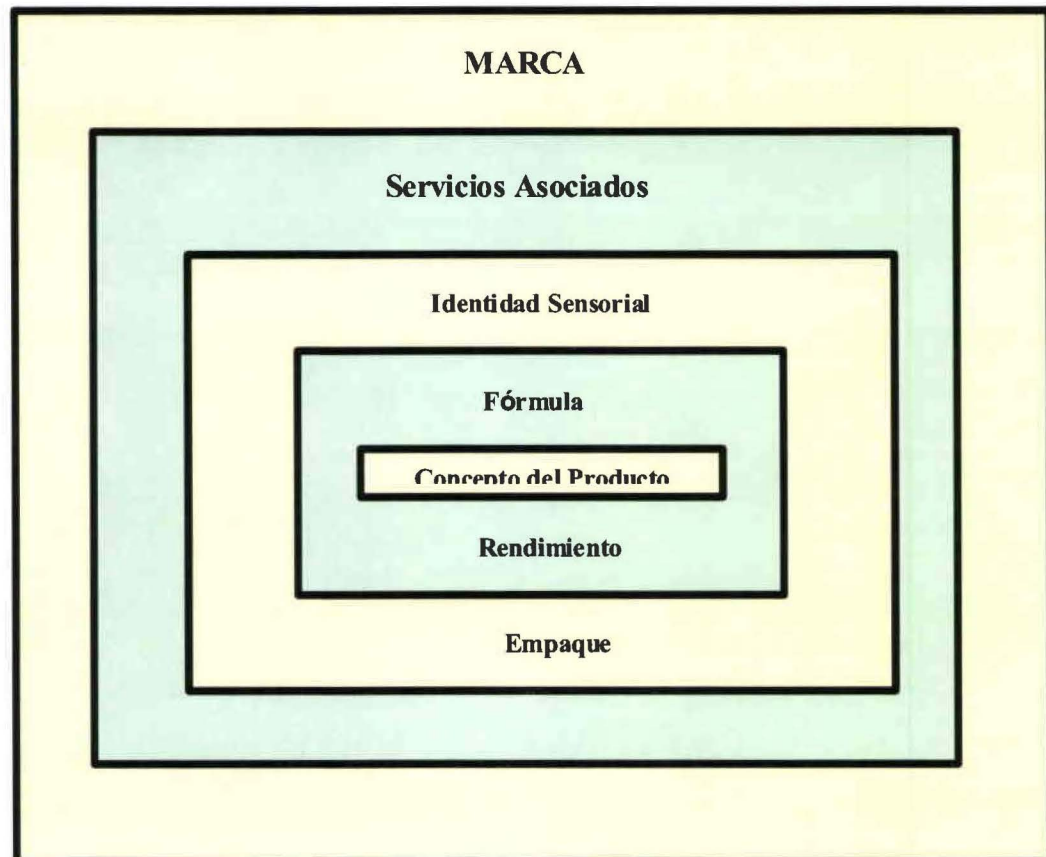 MARCA
Servicios Asociados
Identidad Sensorial
Fórmula
Concepto del Producto
Rendimiento
Empaque